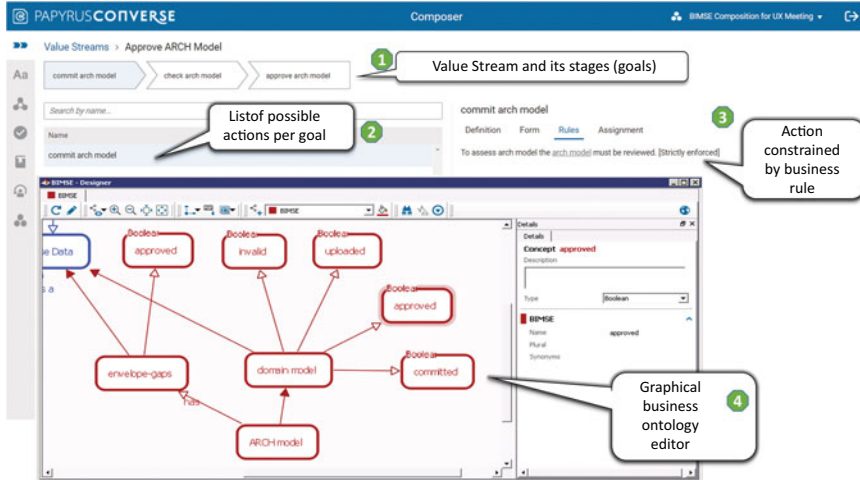 PAPYRUSCONVERSE
Composer
BIMSE Composition for UX Meeting
Value Streams > Approve ARCH Model
Aa
commit arch model
check arch model
approve arch model
1
Value Stream and its stages (goals)
Search by name...
Listof possible
actions per goal
2
Name
commit arch model
commit arch model
3
Definition
Form
Rules
Assignment
To assess arch model the arch model must be reviewed. [Strictly enforced]
Action
constrained
by business
rule
BIMSE - Designer
BIMSE
BIMSE
e Data
s a
Boolean
approved
Boolean
invalid
Boolean
uploaded
Boolean
approved
envelope-gaps
domain model
Boolean
committed
has
ARCH model
Details
Details
Concept approved
Description
Type
Boolean
BIMSE
Name
approved
Plural
Synonyms
Graphical
business
ontology
editor
4